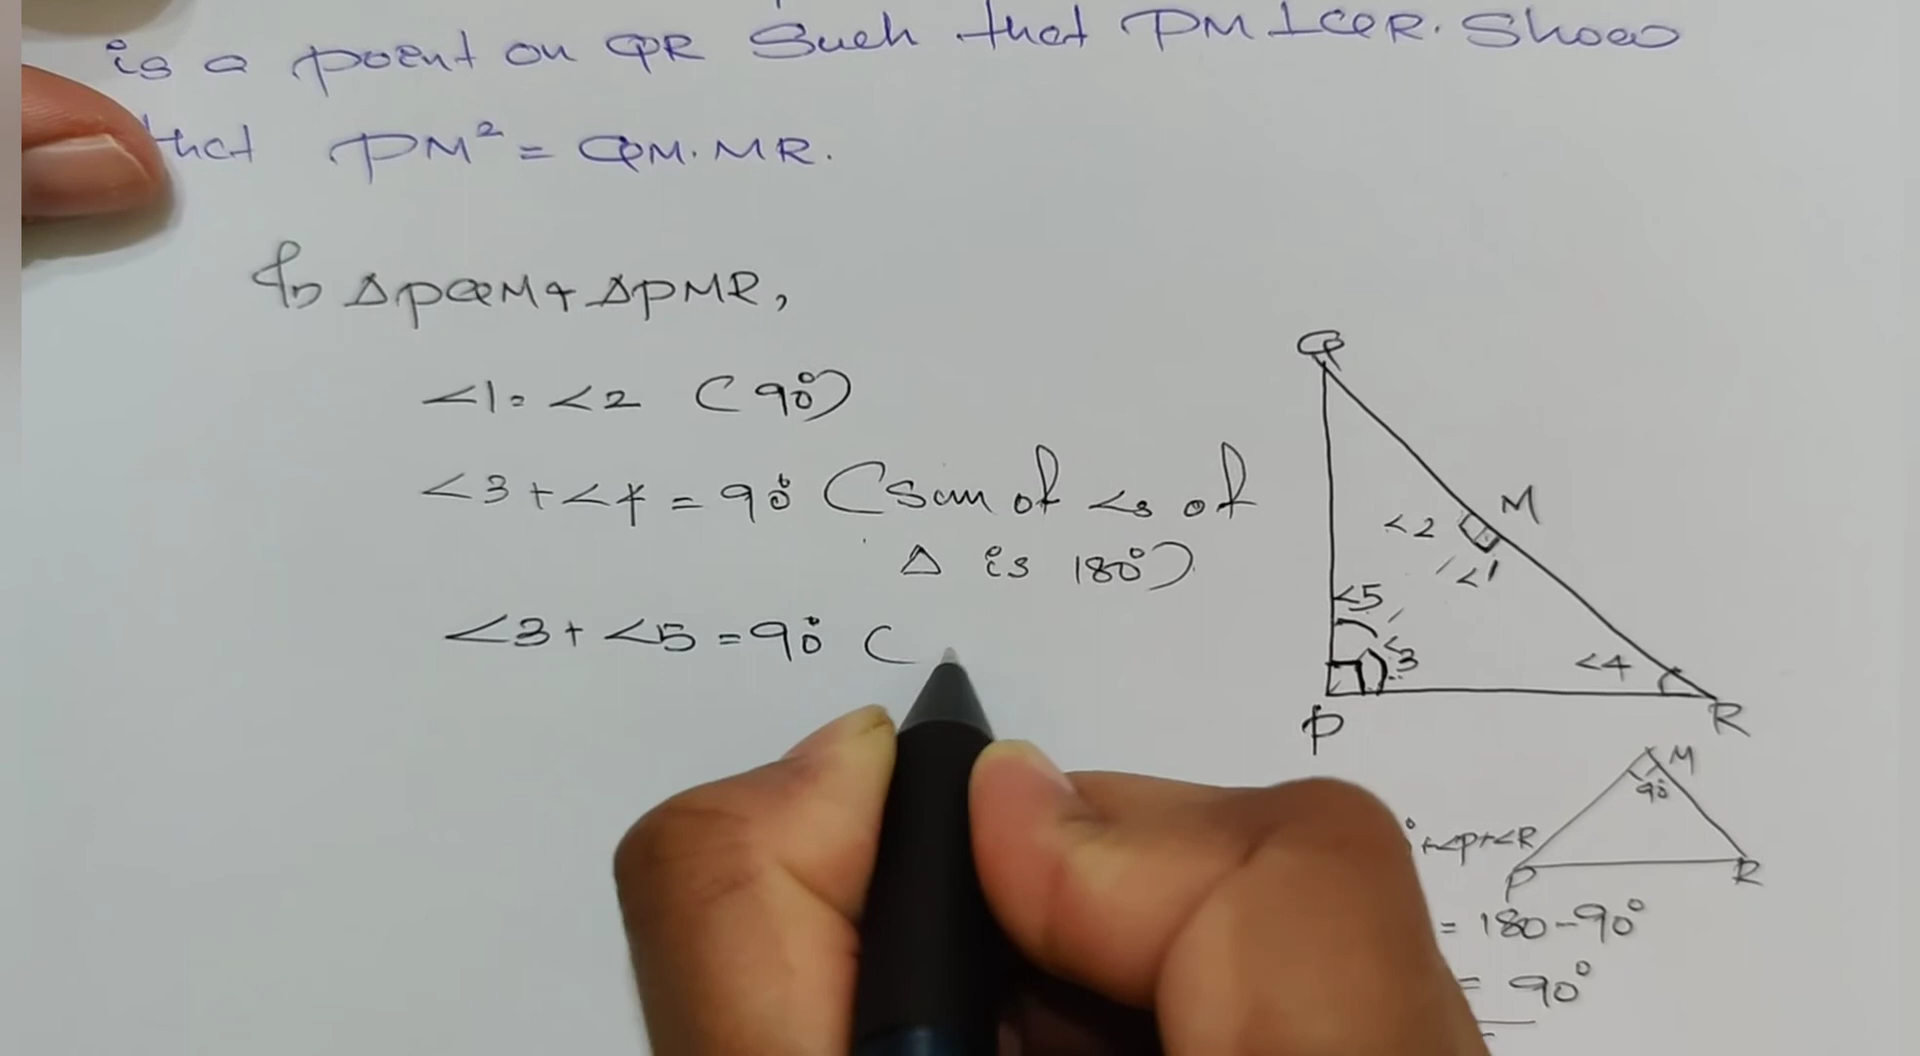 is a point on QR such that PM ⊥ QR. Show
that PM² = QM. MR.
In ΔPQM & ΔPMR,
<1 = <2 (90°)
<3 + <4 = 90° (sum of <s of
Δ is 180°)
<3 + <5 = 90° (
Q
M
<2
<1
<5
<3
<4
P
R
M
90°
+<P+<R
P
R
= 180-90°
= 90°